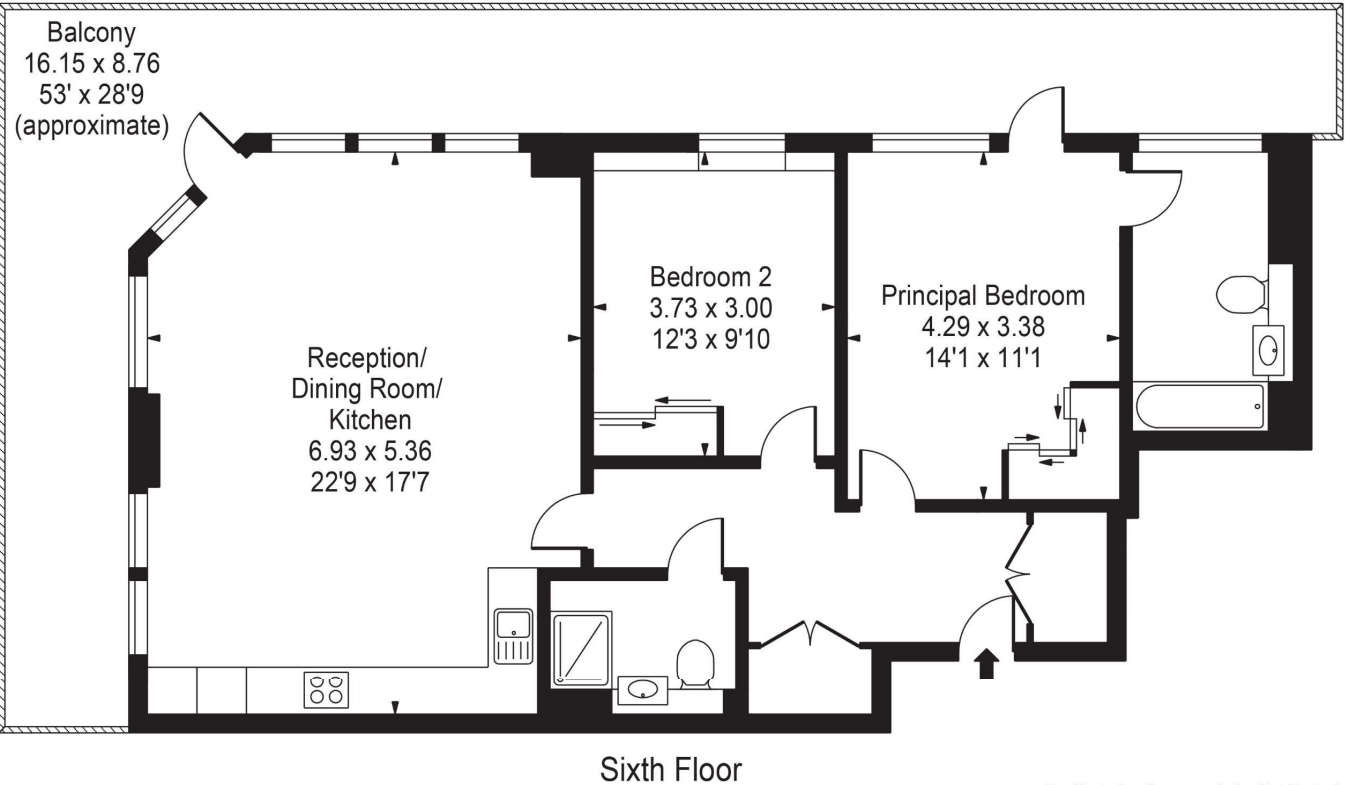 Balcony
16.15 x 8.76
53' x 28'9
(approximate)
Bedroom 2
3.73 x 3.00
12'3 x 9'10
Principal Bedroom
4.29 x 3.38
14'1 x 11'1
Reception/
Dining Room/
Kitchen
6.93 x 5.36
22'9 x 17'7
Sixth Floor